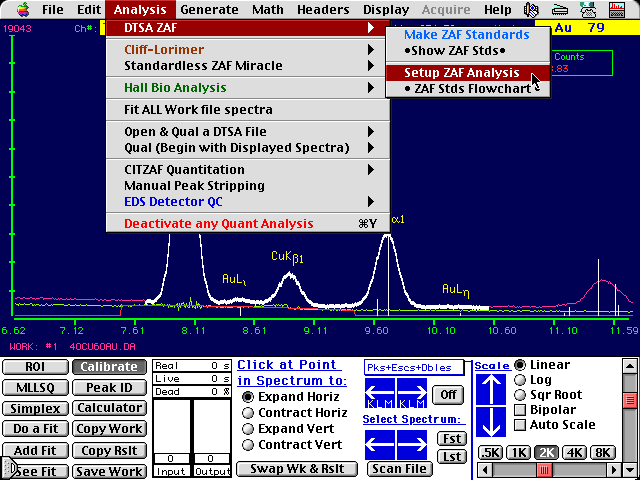 File Edit Analysis Generate Math Headers Display Acquire Help
19043 Ch#:
Au 79
DTSA ZAF
Make ZAF Standards
•Show ZAF Stds•
Counts
Setup ZAF Analysis
• ZAF Stds Flowchart
Cliff-Lorimer
Standardless ZAF Miracle
Hall Bio Analysis
Fit ALL Work file spectra
Open & Qual a DTSA File
Qual (Begin with Displayed Spectra)
CITZAF Quantitation
Manual Peak Stripping
EDS Detector QC
Deactivate any Quant Analysis ⌘Y
α1
CuKβ1
AuLι
AuLη
6.62 7.12 7.61 8.11 8.61 9.11 9.60 10.10 10.60 11.10 11.59
WORK: #1 40CU60AU.DA
ROI Calibrate
MLLSQ Peak ID
Simplex Calculator
Do a Fit Copy Work
Add Fit Copy Rslt
See Fit Save Work
Real 0 s
Live 0 s
Dead 0 %
0 0
Input Output
Click at Point
in Spectrum to:
Expand Horiz
Contract Horiz
Expand Vert
Contract Vert
Swap Wk & Rslt
Pks+Escs+Dbles
KLM KLM Off
Select Spectrum:
Fst
Lst
Scan File
Scale
Linear
Log
Sqr Root
Bipolar
Auto Scale
.5K 1K 2K 4K 8K